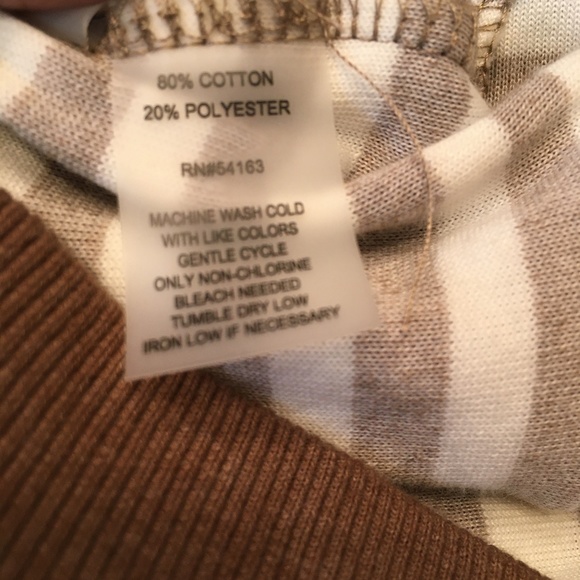 80% COTTON
20% POLYESTER
RN#54163
MACHINE WASH COLD
WITH LIKE COLORS
GENTLE CYCLE
ONLY NON-CHLORINE
BLEACH NEEDED
TUMBLE DRY LOW
IRON LOW IF NECESSARY